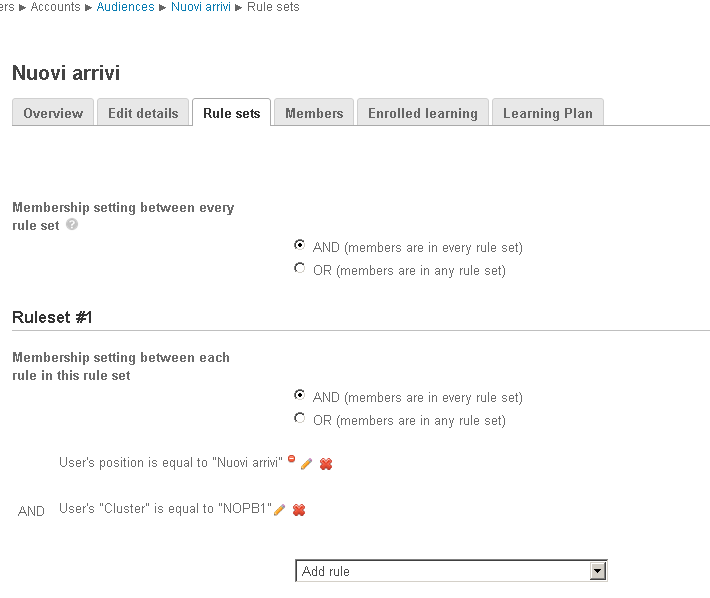 ers ▶ Accounts ▶ Audiences ▶ Nuovi arrivi ▶ Rule sets
Nuovi arrivi
Overview Edit details Rule sets Members Enrolled learning Learning Plan
Membership setting between every
rule set ?
AND (members are in every rule set)
OR (members are in any rule set)
Ruleset #1
Membership setting between each
rule in this rule set
AND (members are in every rule set)
OR (members are in any rule set)
User's position is equal to "Nuovi arrivi"
AND User's "Cluster" is equal to "NOPB1"
Add rule